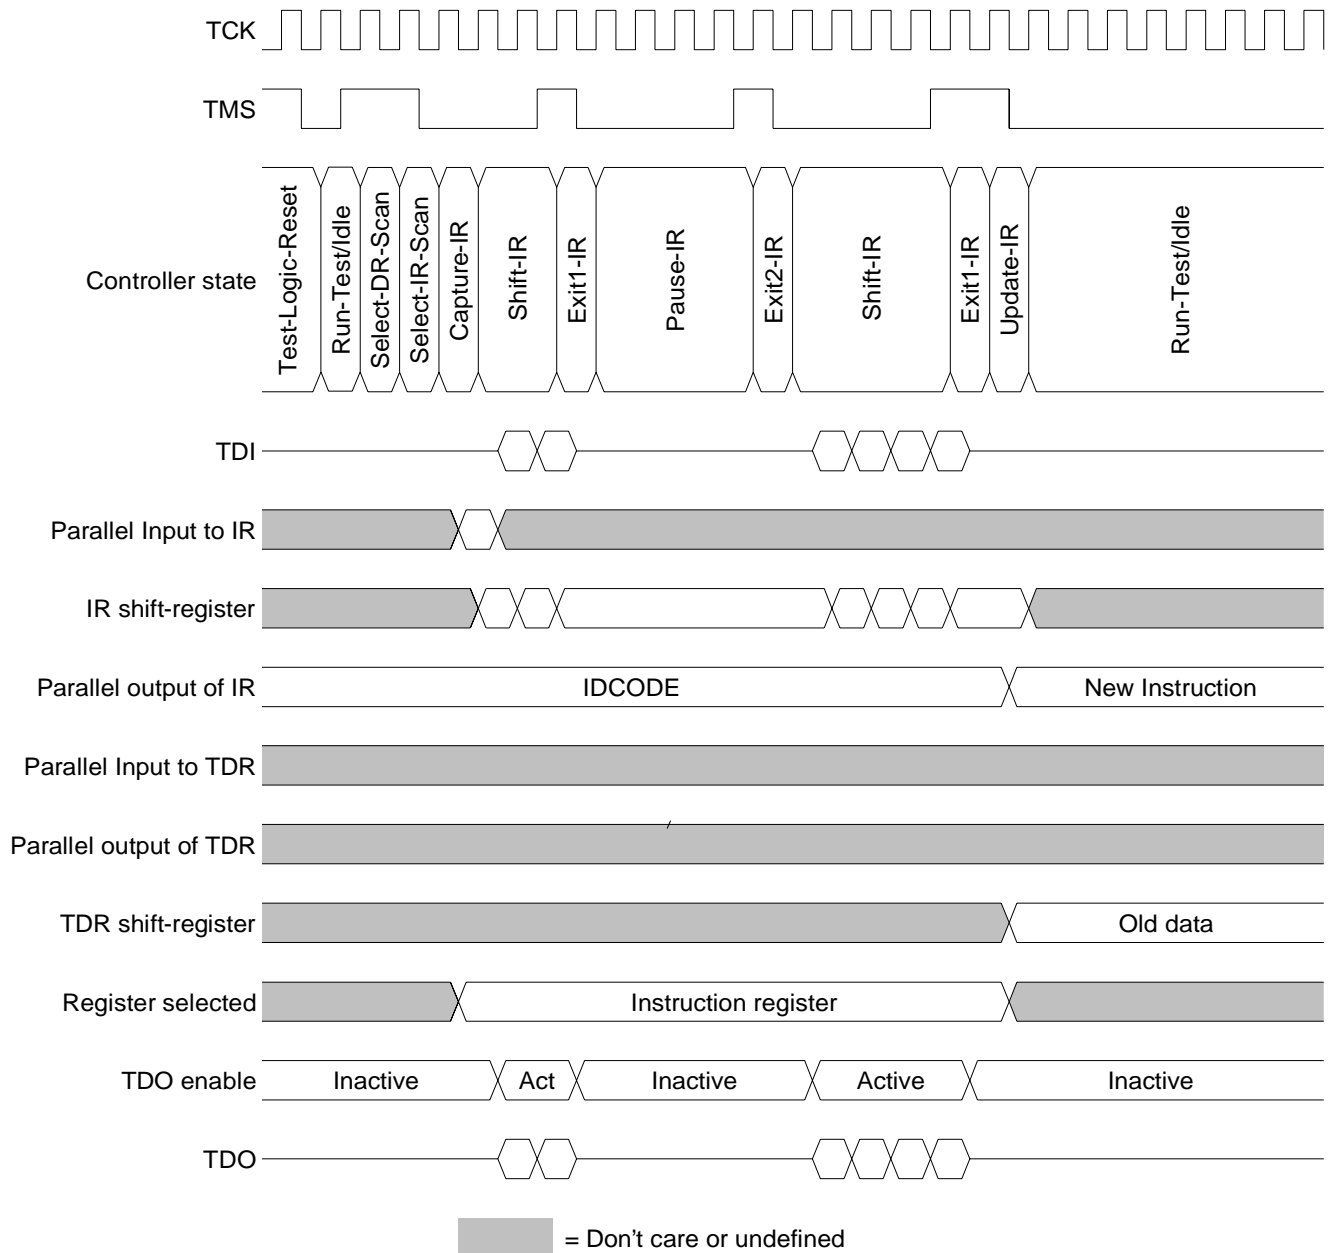 TCK
TMS
Controller state
Test-Logic-Reset
Run-Test/Idle
Select-DR-Scan
Select-IR-Scan
Capture-IR
Shift-IR
Exit1-IR
Pause-IR
Exit2-IR
Shift-IR
Exit1-IR
Update-IR
Run-Test/Idle
TDI
Parallel Input to IR
IR shift-register
Parallel output of IR
IDCODE
New Instruction
Parallel Input to TDR
Parallel output of TDR
TDR shift-register
Old data
Register selected
Instruction register
TDO enable
Inactive
Act
Inactive
Active
Inactive
TDO
= Don't care or undefined